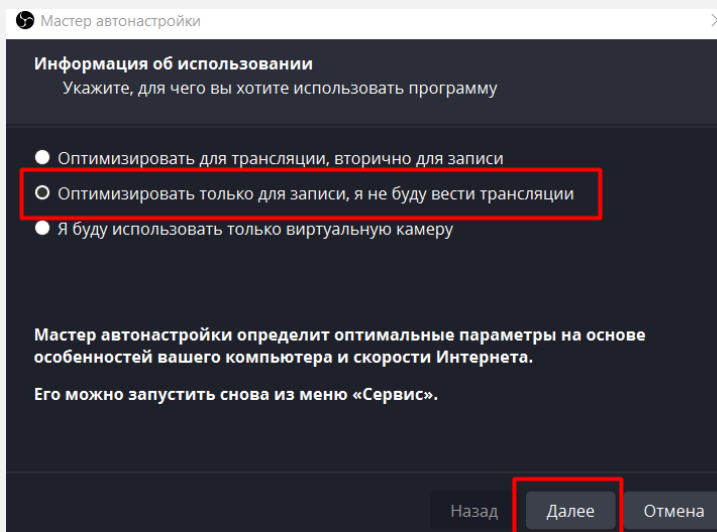 Мастер автонастройки
Информация об использовании
Укажите, для чего вы хотите использовать программу
Оптимизировать для трансляции, вторично для записи
Оптимизировать только для записи, я не буду вести трансляции
Я буду использовать только виртуальную камеру
Мастер автонастройки определит оптимальные параметры на основе
особенностей вашего компьютера и скорости Интернета.
Его можно запустить снова из меню «Сервис».
Назад Далее Отмена